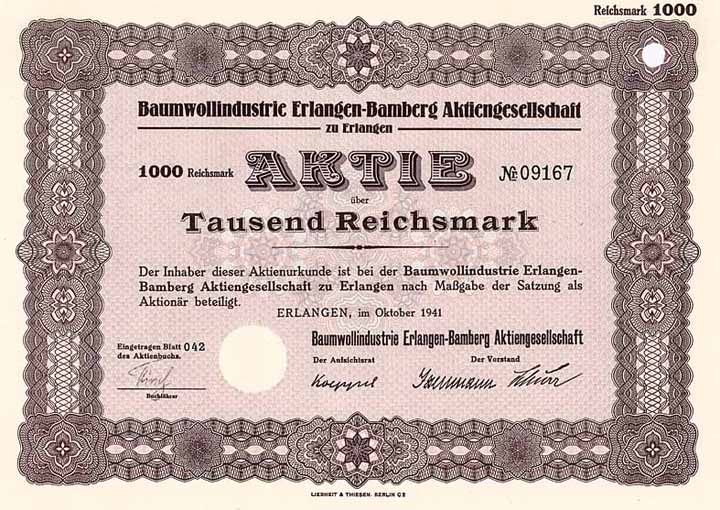 Reichsmark 1000
Baumwollindustrie Erlangen-Bamberg Aktiengesellschaft
zu Erlangen
1000 Reichsmark AKTIE № 09167
über
Tausend Reichsmark
Der Inhaber dieser Aktienurkunde ist bei der Baumwollindustrie Erlangen-
Bamberg Aktiengesellschaft zu Erlangen nach Maßgabe der Satzung als
Aktionär beteiligt.
ERLANGEN, im Oktober 1941
Baumwollindustrie Erlangen-Bamberg Aktiengesellschaft
Eingetragen Blatt 042
des Aktienbuchs.
Der Aufsichtsrat Der Vorstand
Buchführer
LIEBHEIT & THIESEN, BERLIN C2